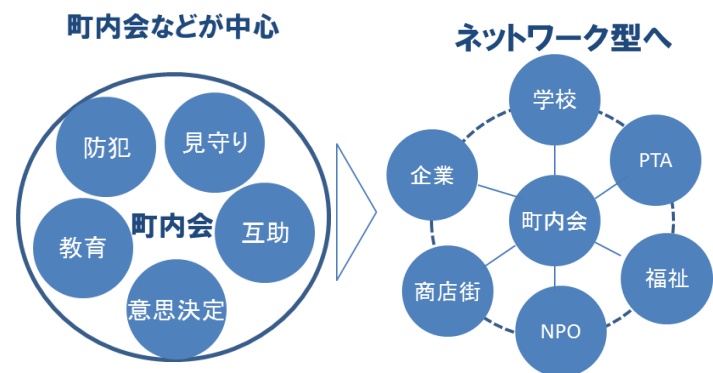 町内会などが中心
ネットワーク型へ
防犯
見守り
教育
町内会
互助
意思決定
学校
企業
PTA
町内会
商店街
福祉
NPO